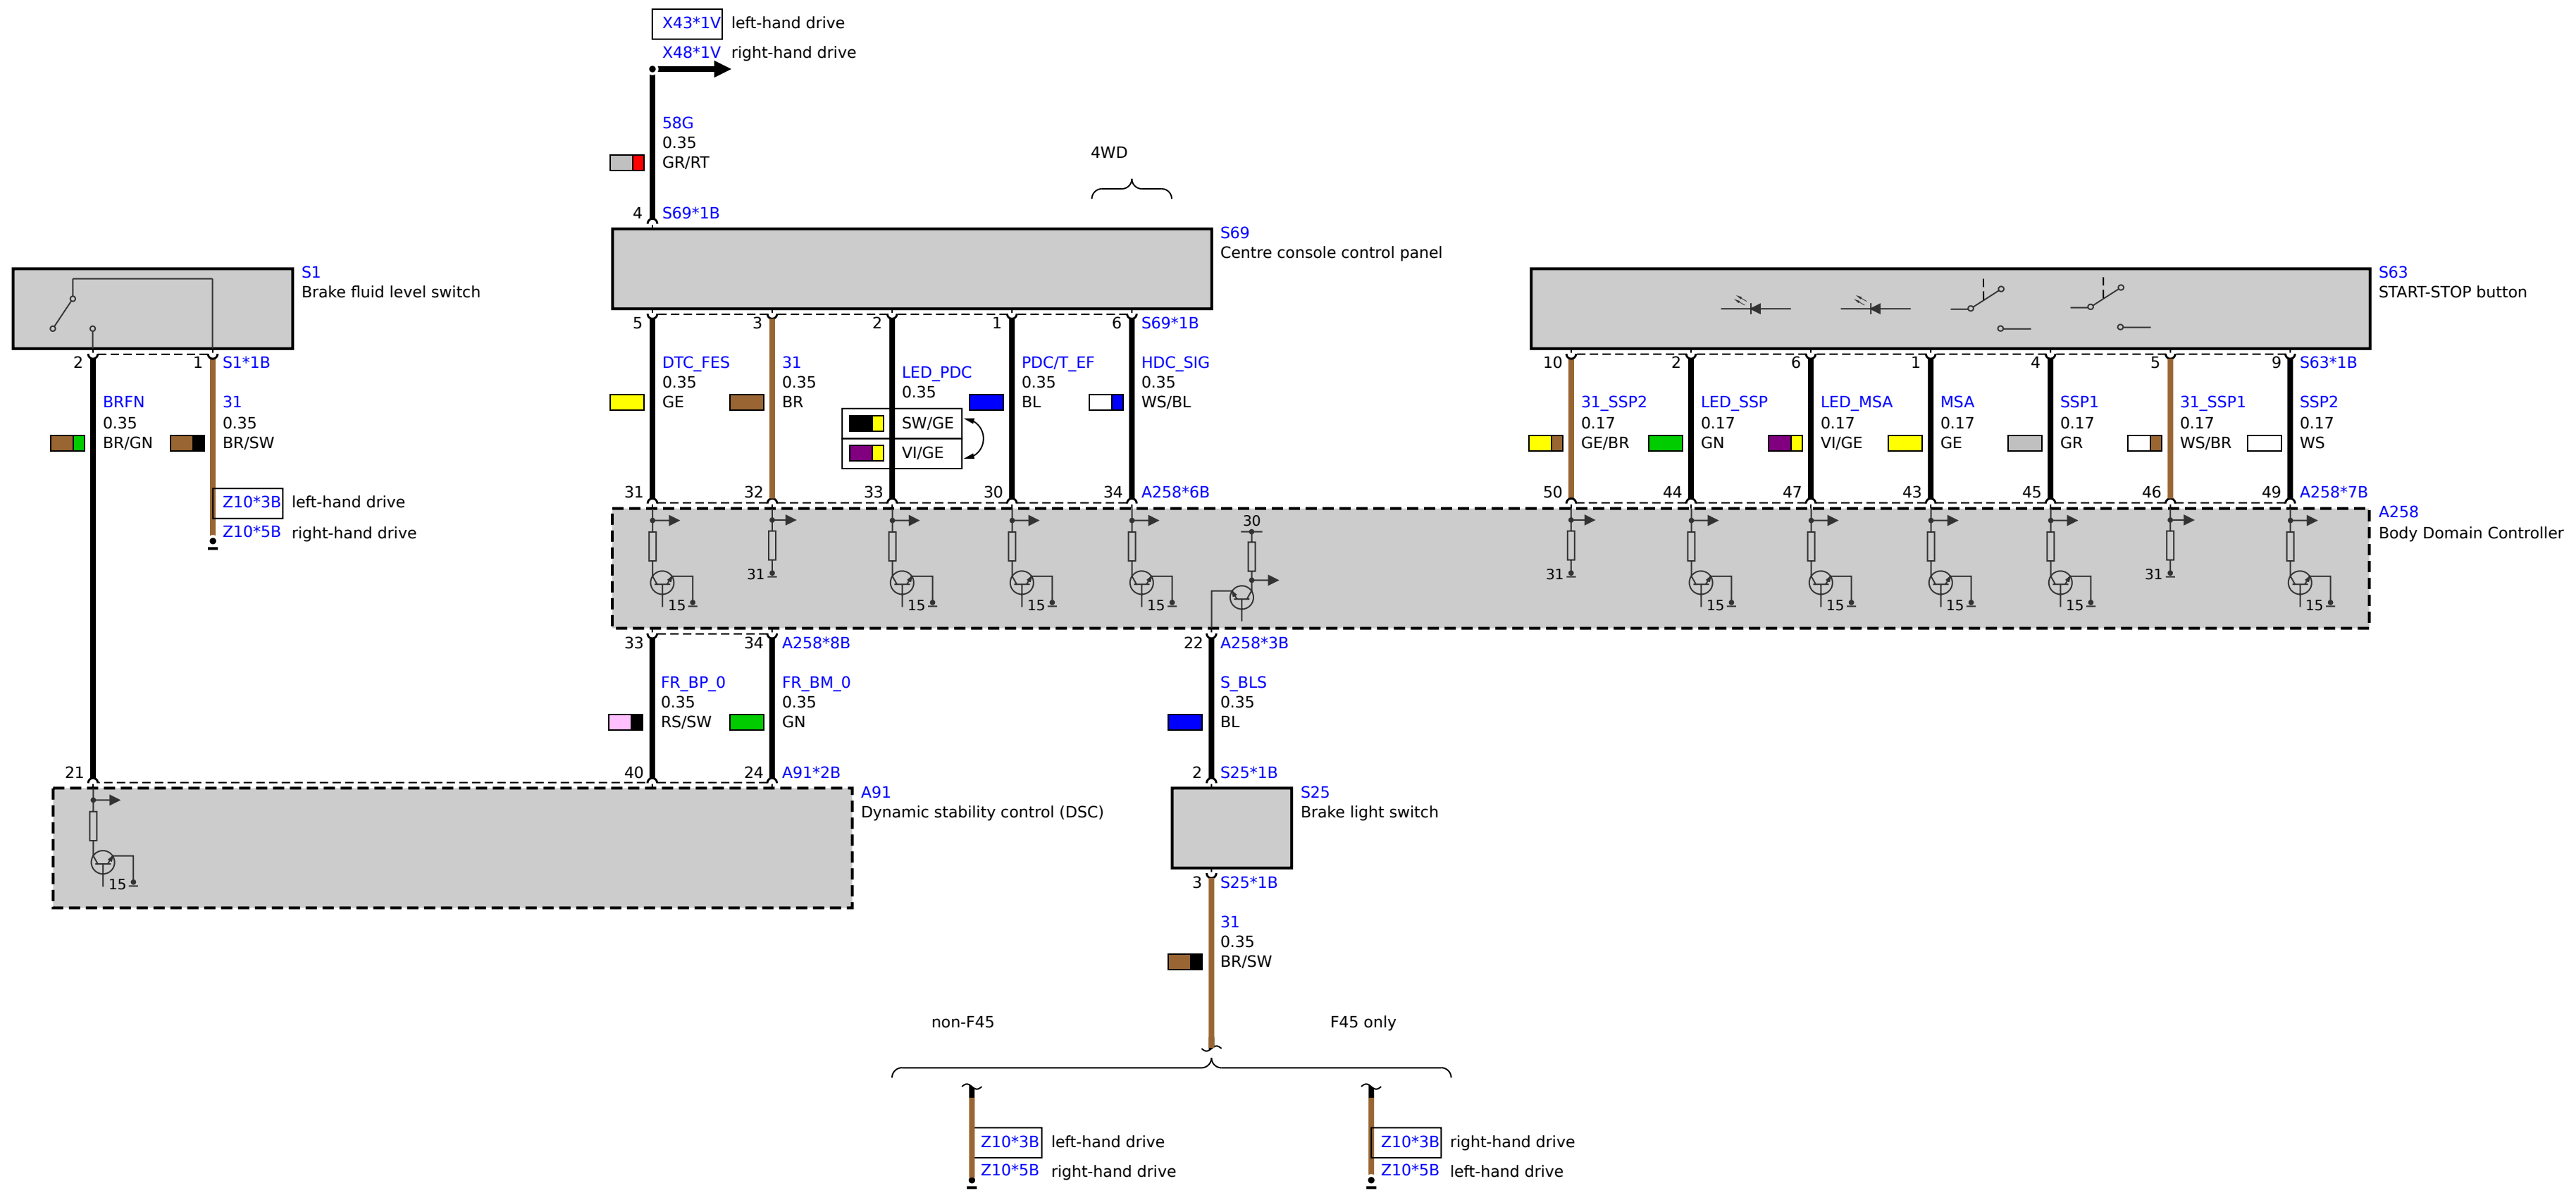 X43*1V left-hand drive
X48*1V right-hand drive
58G
0.35
GR/RT
4WD
4 S69*1B
S69
Centre console control panel
S1
Brake fluid level switch
S63
START-STOP button
5 3 2 1 6 S69*1B
2 1 S1*1B
10 2 6 1 4 5 9 S63*1B
DTC_FES
0.35
GE
31
0.35
BR
LED_PDC
0.35
SW/GE
VI/GE
PDC/T_EF
0.35
BL
HDC_SIG
0.35
WS/BL
BRFN
0.35
BR/GN
31
0.35
BR/SW
31_SSP2
0.17
GE/BR
LED_SSP
0.17
GN
LED_MSA
0.17
VI/GE
MSA
0.17
GE
SSP1
0.17
GR
31_SSP1
0.17
WS/BR
SSP2
0.17
WS
Z10*3B left-hand drive
Z10*5B right-hand drive
31 32 33 30 34 A258*6B
50 44 47 43 45 46 49 A258*7B
A258
Body Domain Controller
30
31 31 31
15 15 15 15 15 15 15 15 15
33 34 A258*8B
22 A258*3B
FR_BP_0
0.35
RS/SW
FR_BM_0
0.35
GN
S_BLS
0.35
BL
21 40 24 A91*2B
2 S25*1B
A91
Dynamic stability control (DSC)
15
S25
Brake light switch
3 S25*1B
31
0.35
BR/SW
non-F45 F45 only
Z10*3B left-hand drive
Z10*5B right-hand drive
Z10*3B right-hand drive
Z10*5B left-hand drive